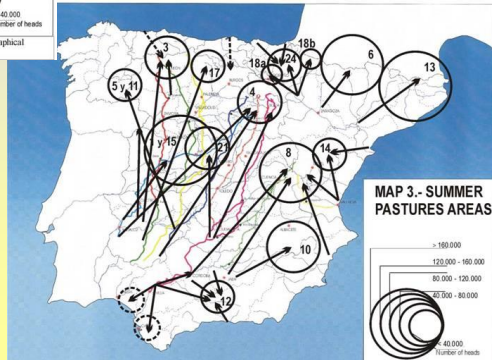 40.000
umber of heads
aphical
3
17
18a
24
18b
6
13
5 y 11
4
y 15
21
8
14
10
12
MAP 3.- SUMMER
PASTURES AREAS
> 160.000
120.000 - 160.000
80.000 - 120.000
40.000 - 80.000
< 40.000
Number of heads